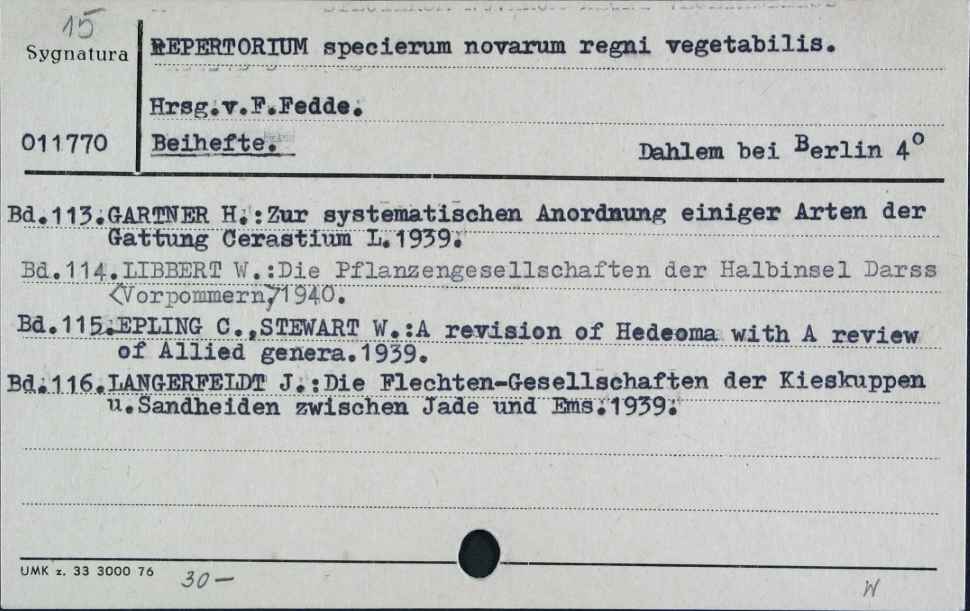 15
Sygnatura
REPERTORIUM specierum novarum regni vegetabilis.
Hrsg.v.F.Fedde.
011770
Beihefte.
Dahlem bei Berlin 4o
Bd.113.GARTNER H.:Zur systematischen Anordnung einiger Arten der
Gattung Cerastium L.1939.
Bd.114.LIBBERT W.:Die Pflanzengesellschaften der Halbinsel Darss
<Vorpommern>1940.
Bd.115.EPLING C.,STEWART W.:A revision of Hedeoma with A review
of Allied genera.1939.
Bd.116.LANGERFELDT J.:Die Flechten-Gesellschaften der Kieskuppen
u.Sandheiden zwischen Jade und Ems.1939.
UMK z. 33 3000 76
30-
W